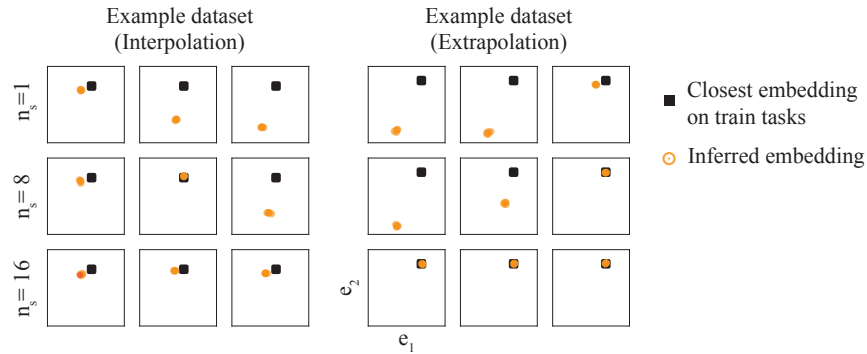 Example dataset
(Interpolation)
Example dataset
(Extrapolation)
n_s=1
n_s=8
n_s=16
Closest embedding
on train tasks
Inferred embedding
e_2
e_1